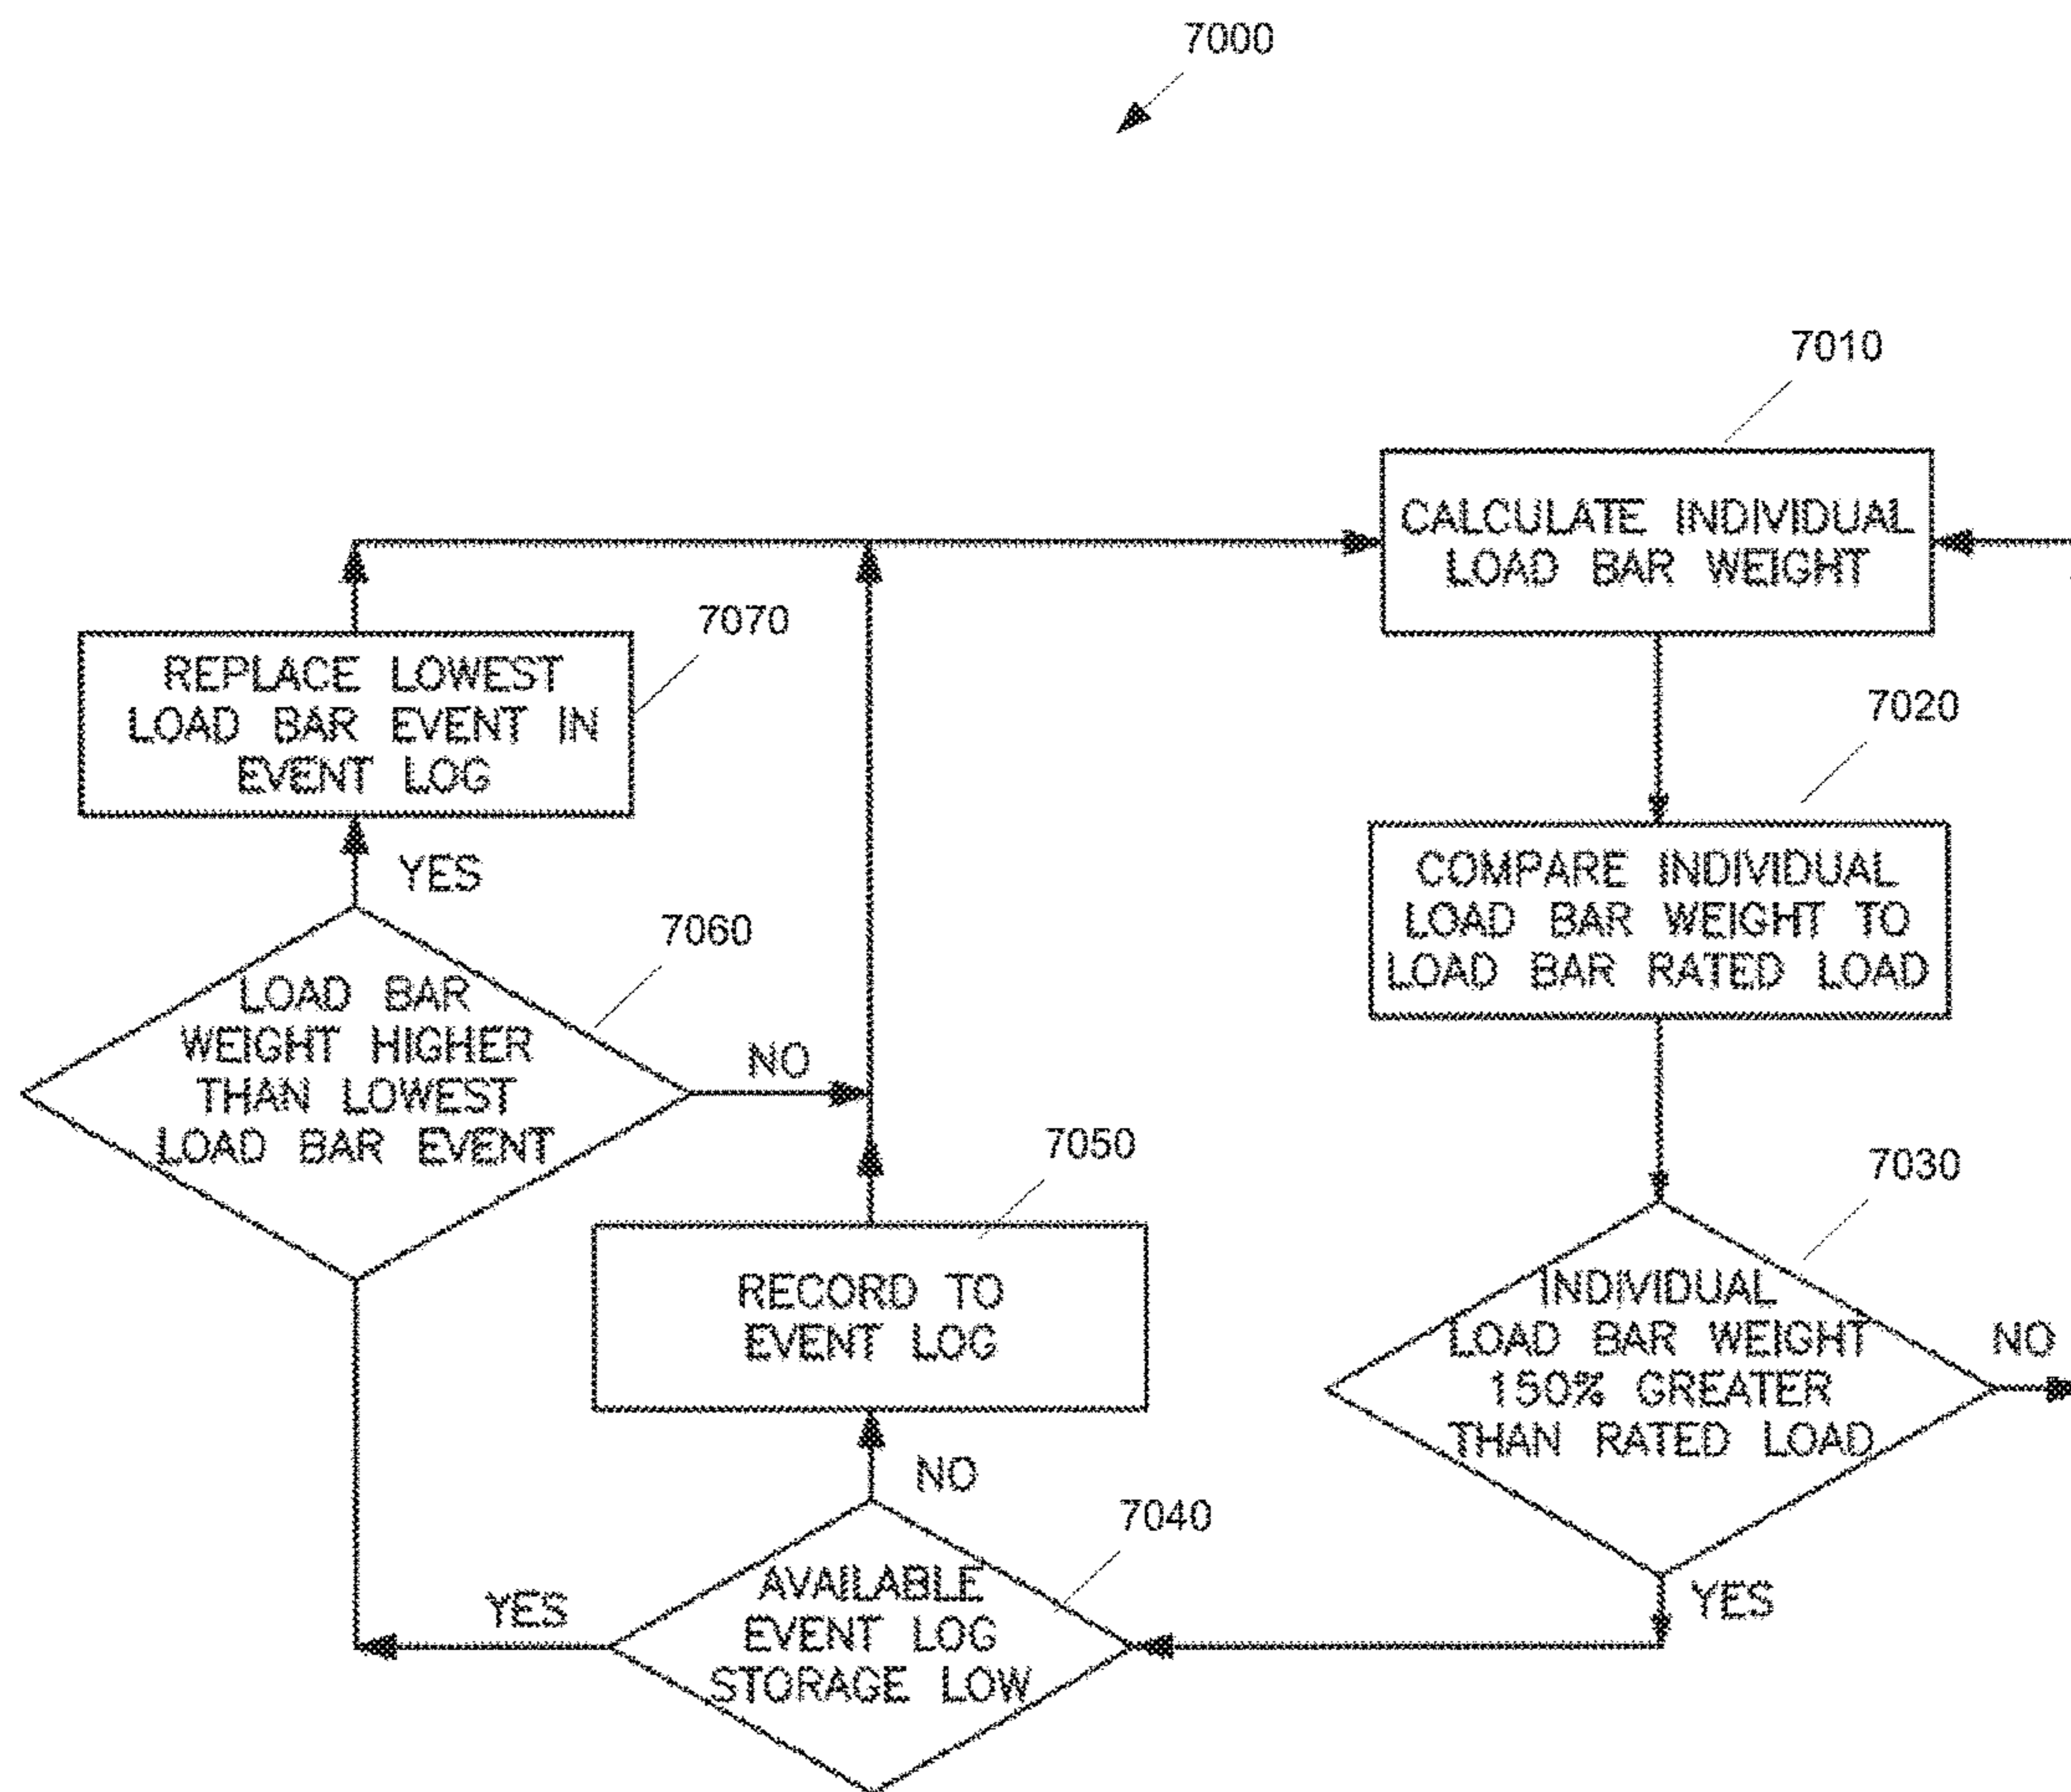 7000
7010
CALCULATE INDIVIDUAL
LOAD BAR WEIGHT
7020
COMPARE INDIVIDUAL
LOAD BAR WEIGHT TO
LOAD BAR RATED LOAD
7030
INDIVIDUAL
LOAD BAR WEIGHT
150% GREATER
THAN RATED LOAD
NO
YES
7040
AVAILABLE
EVENT LOG
STORAGE LOW
NO
YES
7050
RECORD TO
EVENT LOG
7060
LOAD BAR
WEIGHT HIGHER
THAN LOWEST
LOAD BAR EVENT
NO
YES
7070
REPLACE LOWEST
LOAD BAR EVENT IN
EVENT LOG